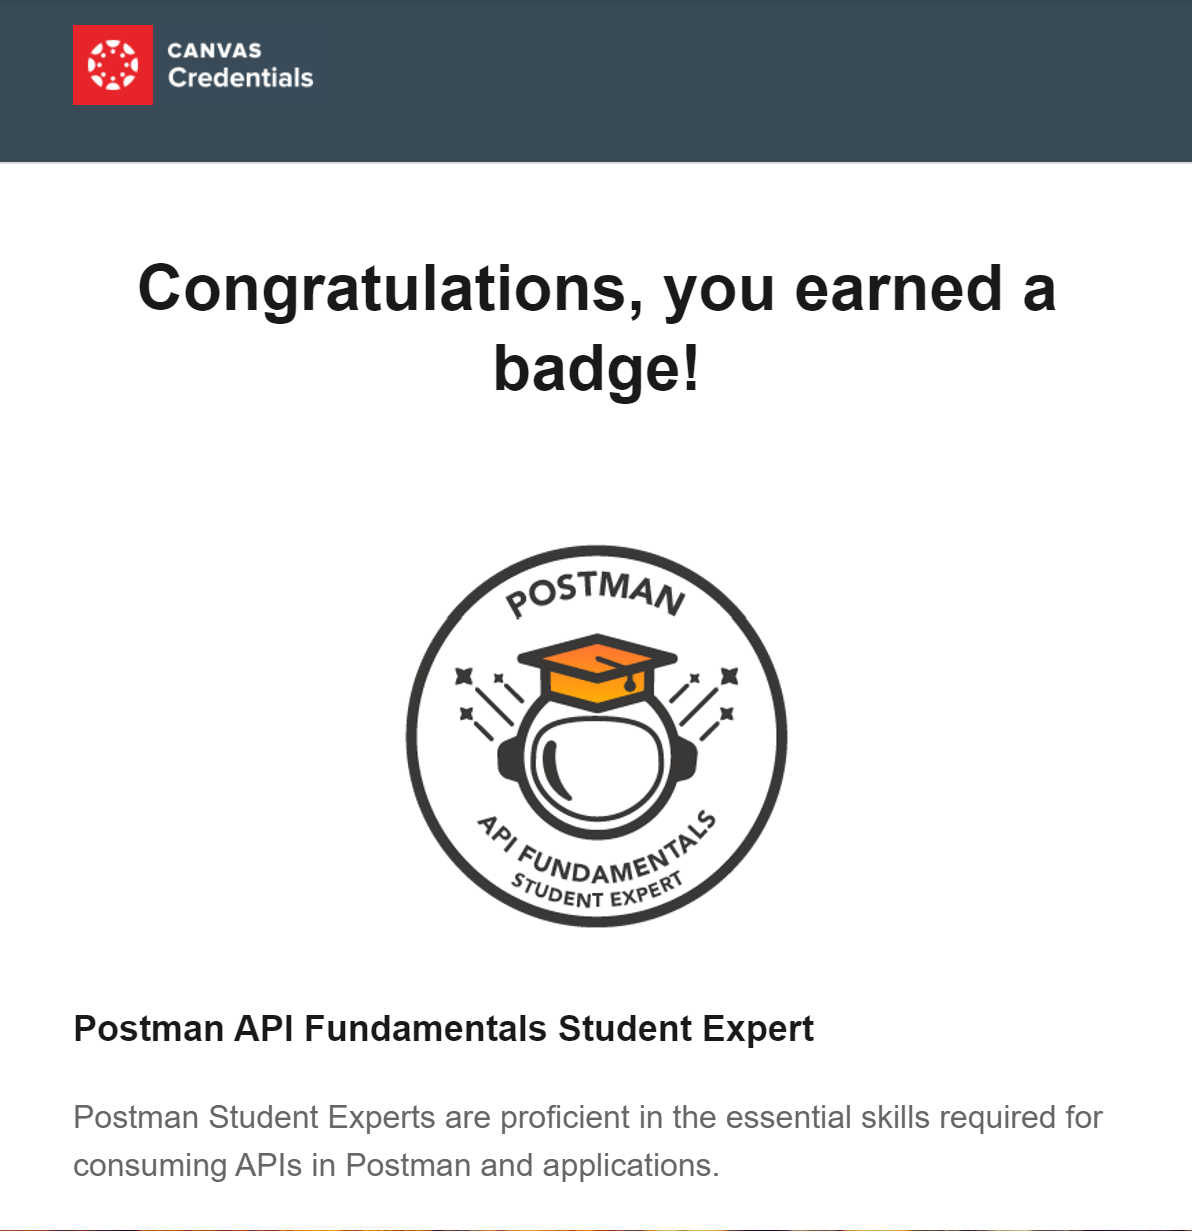 CANVAS
Credentials
Congratulations, you earned a
badge!
POSTMAN
API FUNDAMENTALS
STUDENT EXPERT
Postman API Fundamentals Student Expert
Postman Student Experts are proficient in the essential skills required for
consuming APIs in Postman and applications.